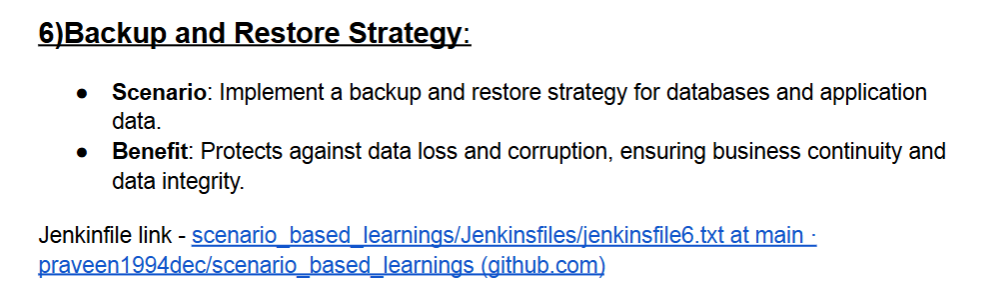 6)Backup and Restore Strategy:
● Scenario: Implement a backup and restore strategy for databases and application
data.
● Benefit: Protects against data loss and corruption, ensuring business continuity and
data integrity.
Jenkinfile link - scenario_based_learnings/Jenkinsfiles/jenkinsfile6.txt at main ·
praveen1994dec/scenario_based_learnings (github.com)